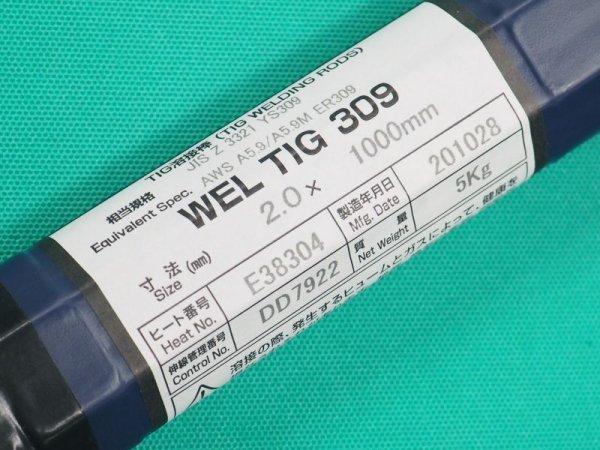 TIG溶接棒 (TIG WELDING RODS)
相当規格 JIS Z 3321 YS309
Equivalent Spec. AWS A5.9/A5.9M ER309
WEL TIG 309
寸法 (mm) 2.0 × 1000mm
Size
ヒート番号 E38304 製造年月日 201028
Heat No. Mfg. Date
伸線管理番号 DD7922 質量 5Kg
Control No. Net Weight
溶接の際、発生するヒュームとガスによって、健康を